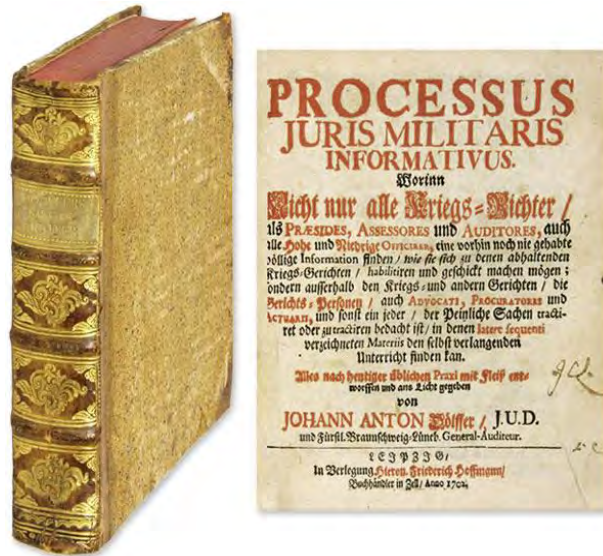 PROCESSUS
JURIS MILITARIS
INFORMATIVUS.
Worinn
Nicht nur alle Kriegs-Richter /
als PRÆSIDES, ASSESSORES und AUDITORES, auch
alle Hohe und Niedrige OFFICIRER, eine vorhin noch nie gehabte
völlige Information finden / wie sie sich zu denen abhaltenden
Kriegs-Gerichten / habilitiren und geschickt machen mögen;
sondern ausserhalb den Kriegs- und andern Gerichten / die
Gerichts-Personen / auch ADVOCATI, PROCURATORES und
ACTUARII, und sonst ein jeder / der Peinliche Sachen tracti-
ret oder zu tractiren bedacht ist / in denen latere sequenti
verzeichneten Materiis den selbst verlangenden
Unterricht finden kan.
Alles nach heutiger üblichen Praxi mit Fleiß ent-
worffen und ans Licht gegeben
von
JOHANN ANTON Wölffer / J.U.D.
und Fürstl. Braunschweig-Lüneb. General-Auditeur.
LEIPZIG/
In Verlegung Hieron. Friederich Hoffmann/
Buchhändler in Zell / Anno 1702.